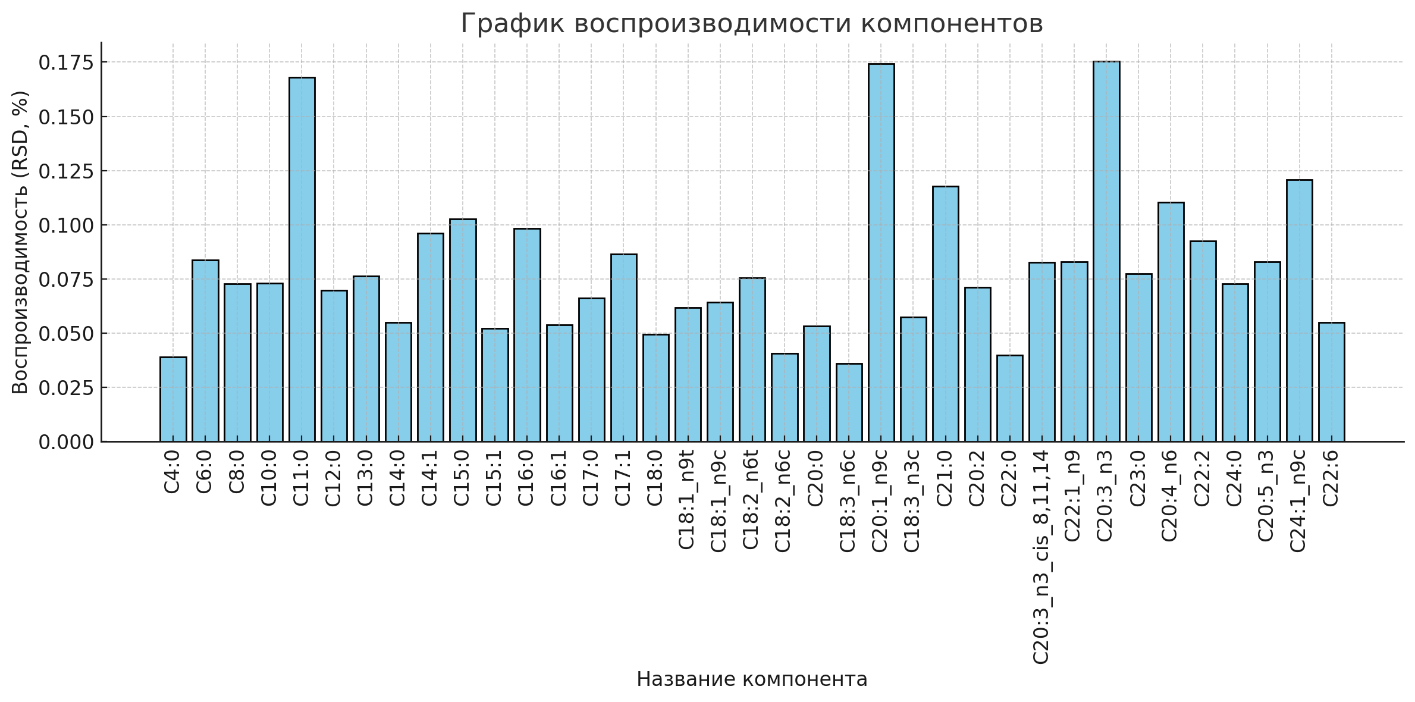 График воспроизводимости компонентов
Воспроизводимость (RSD, %)
0.175
0.150
0.125
0.100
0.075
0.050
0.025
0.000
C4:0
C6:0
C8:0
C10:0
C11:0
C12:0
C13:0
C14:0
C14:1
C15:0
C15:1
C16:0
C16:1
C17:0
C17:1
C18:0
C18:1_n9t
C18:1_n9c
C18:2_n6t
C18:2_n6c
C20:0
C18:3_n6c
C20:1_n9c
C18:3_n3c
C21:0
C20:2
C22:0
C20:3_n3_cis_8,11,14
C22:1_n9
C20:3_n3
C23:0
C20:4_n6
C22:2
C24:0
C20:5_n3
C24:1_n9c
C22:6
Название компонента